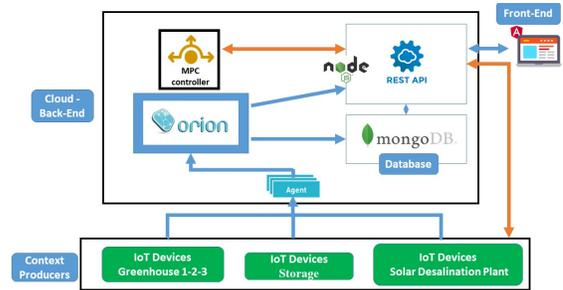 Front-End
MPC
controller
node
JS
REST API
Cloud -
Back-End
orion
mongoDB.
Database
Agent
Context
Producers
IoT Devices
Greenhouse 1-2-3
IoT Devices
Storage
IoT Devices
Solar Desalination Plant